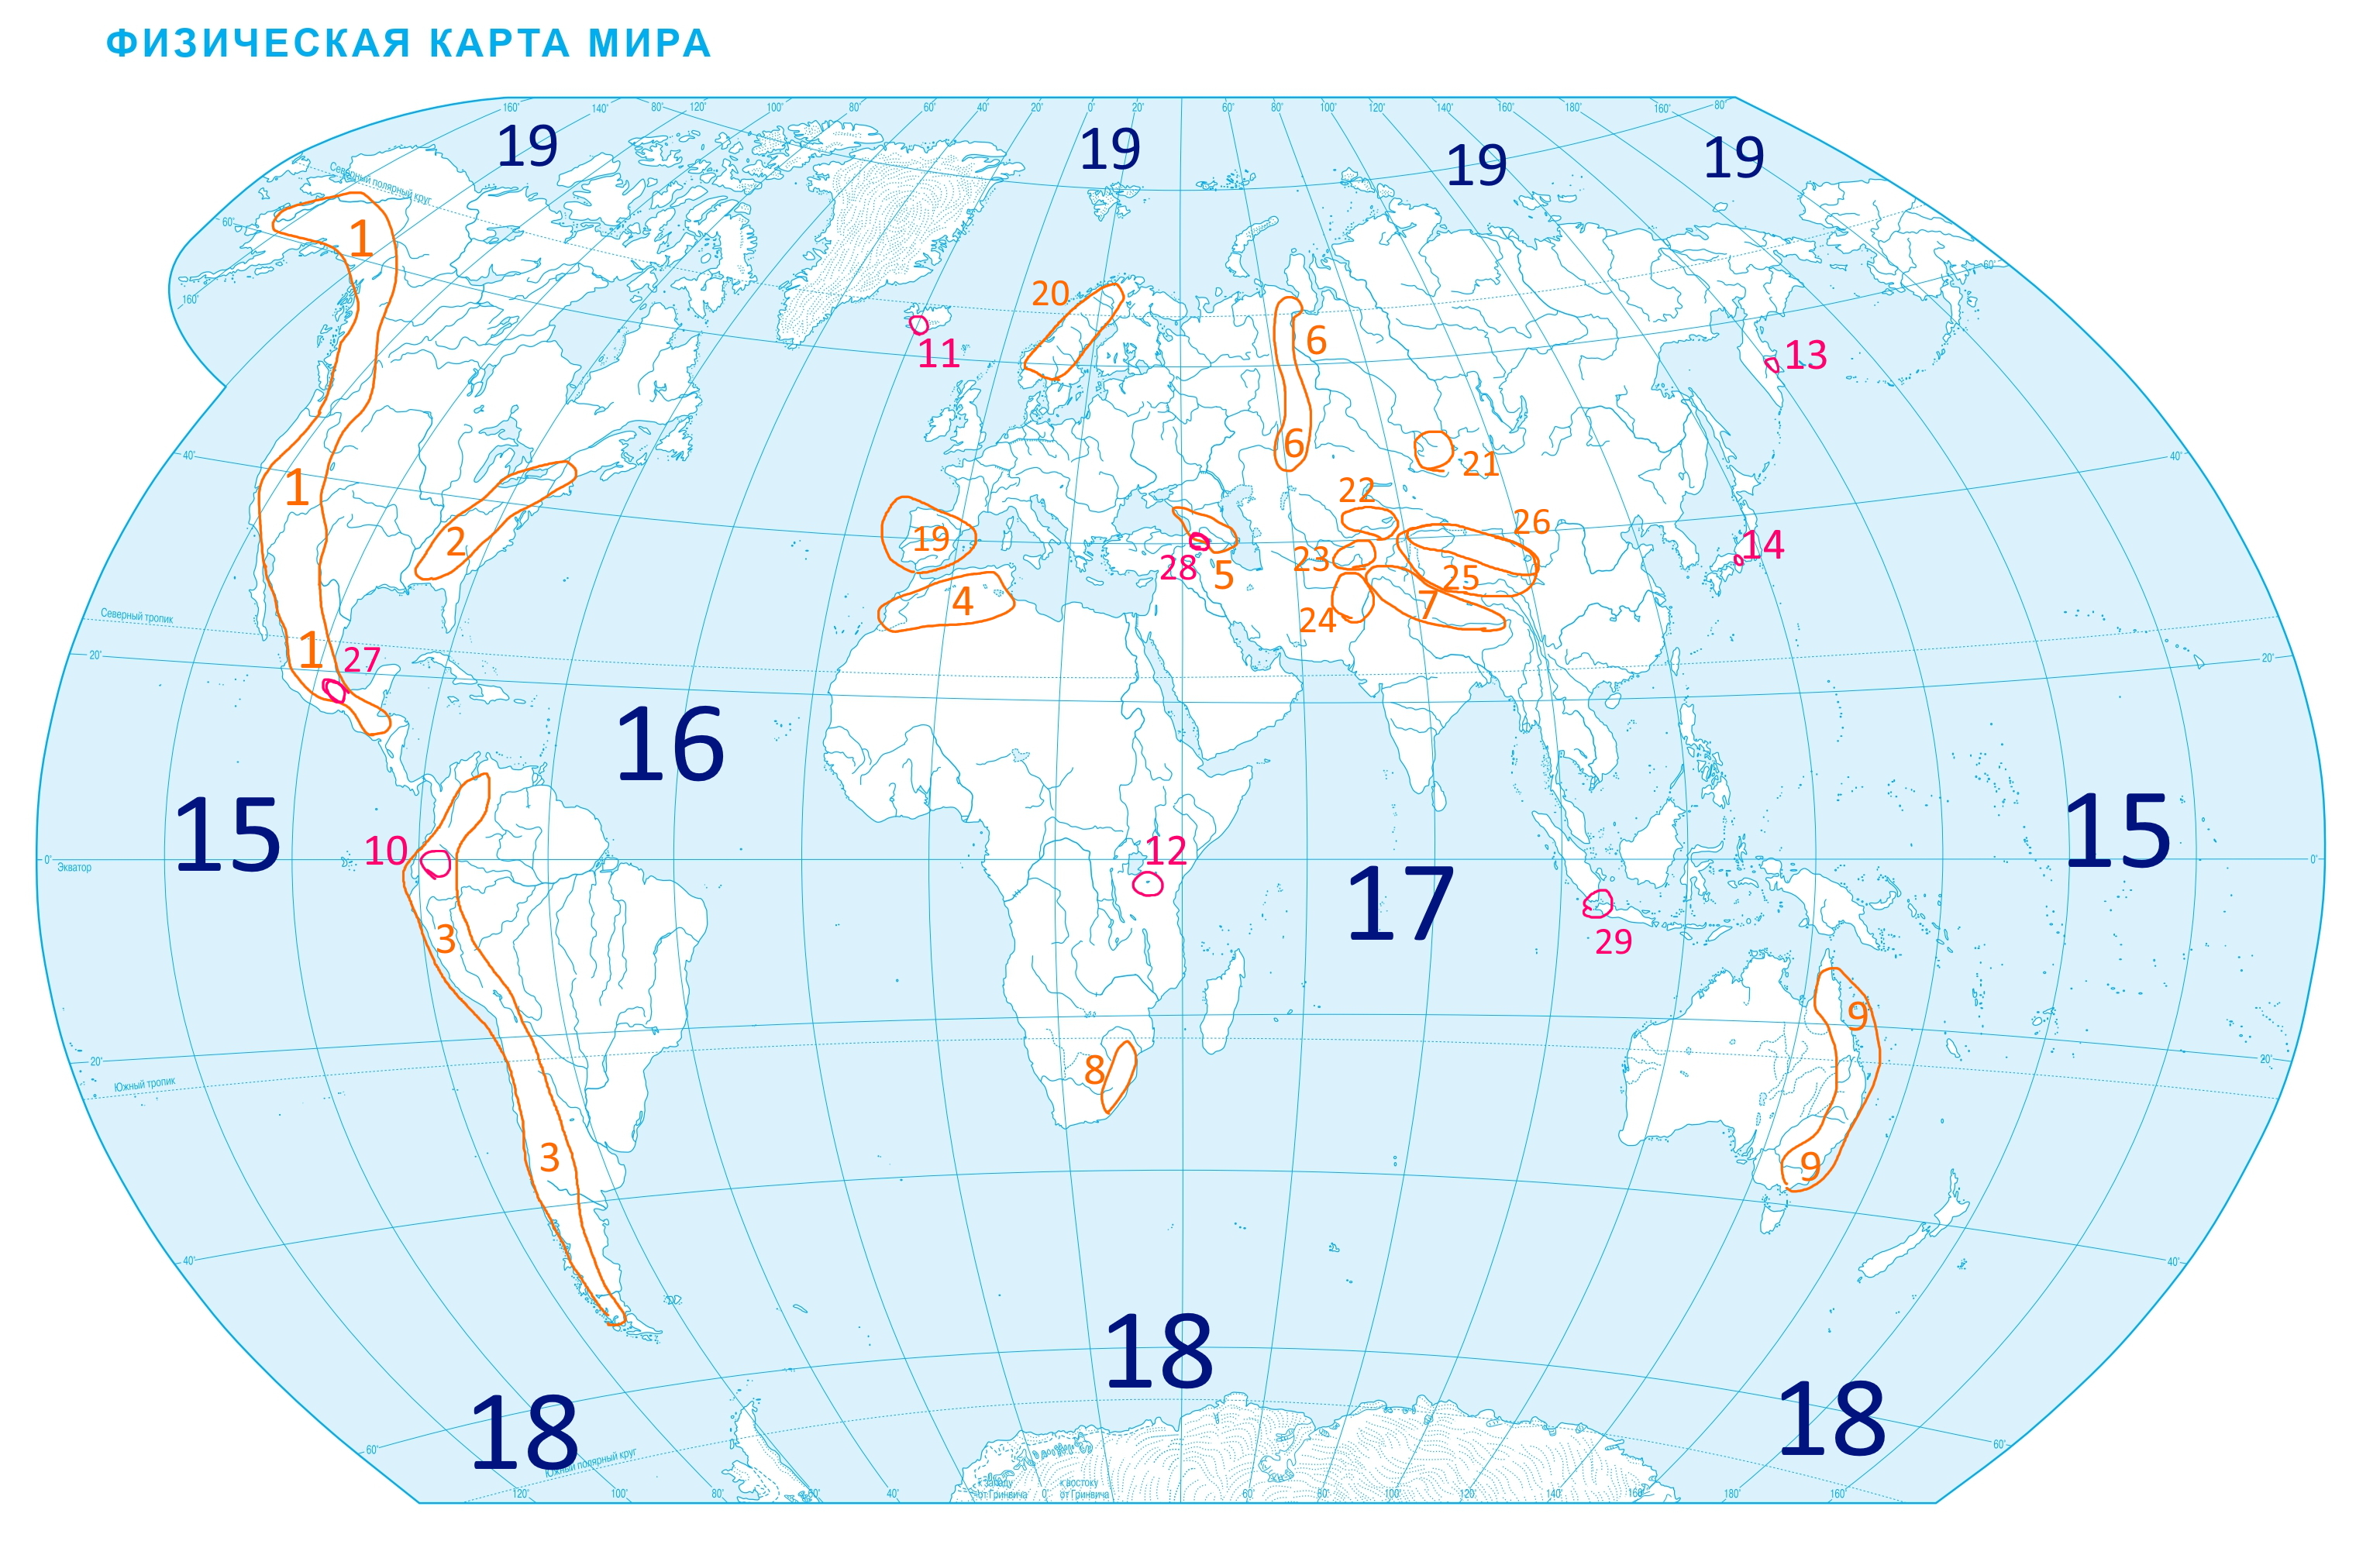 ФИЗИЧЕСКАЯ КАРТА МИРА
160° 140° 80° 120° 100° 80° 60° 40° 20° 0° 20° 60° 80° 100° 120° 140° 160° 180° 160° 80°
19 19 19 19
Северный полярный круг
60° 1 60°
160° 20
11 6 13
40° 6 21 40°
1 22
2 19 26 14
28 5 23 25
4 7 24
Северный тропик
20° 1 27 20°
16
15 15
10 12
0° 0°
Экватор
17
3 29
9
20° 20°
8
Южный тропик
3 9
40° 40°
18
18 18
60° 60°
Южный полярный круг
к западу от Гринвича
к востоку от Гринвича
120° 100° 80° 60° 40° 0° 60° 80° 100° 120° 140° 160° 180° 160°